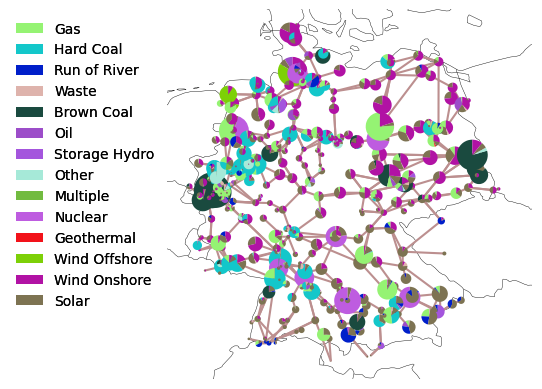 Gas
Hard Coal
Run of River
Waste
Brown Coal
Oil
Storage Hydro
Other
Multiple
Nuclear
Geothermal
Wind Offshore
Wind Onshore
Solar